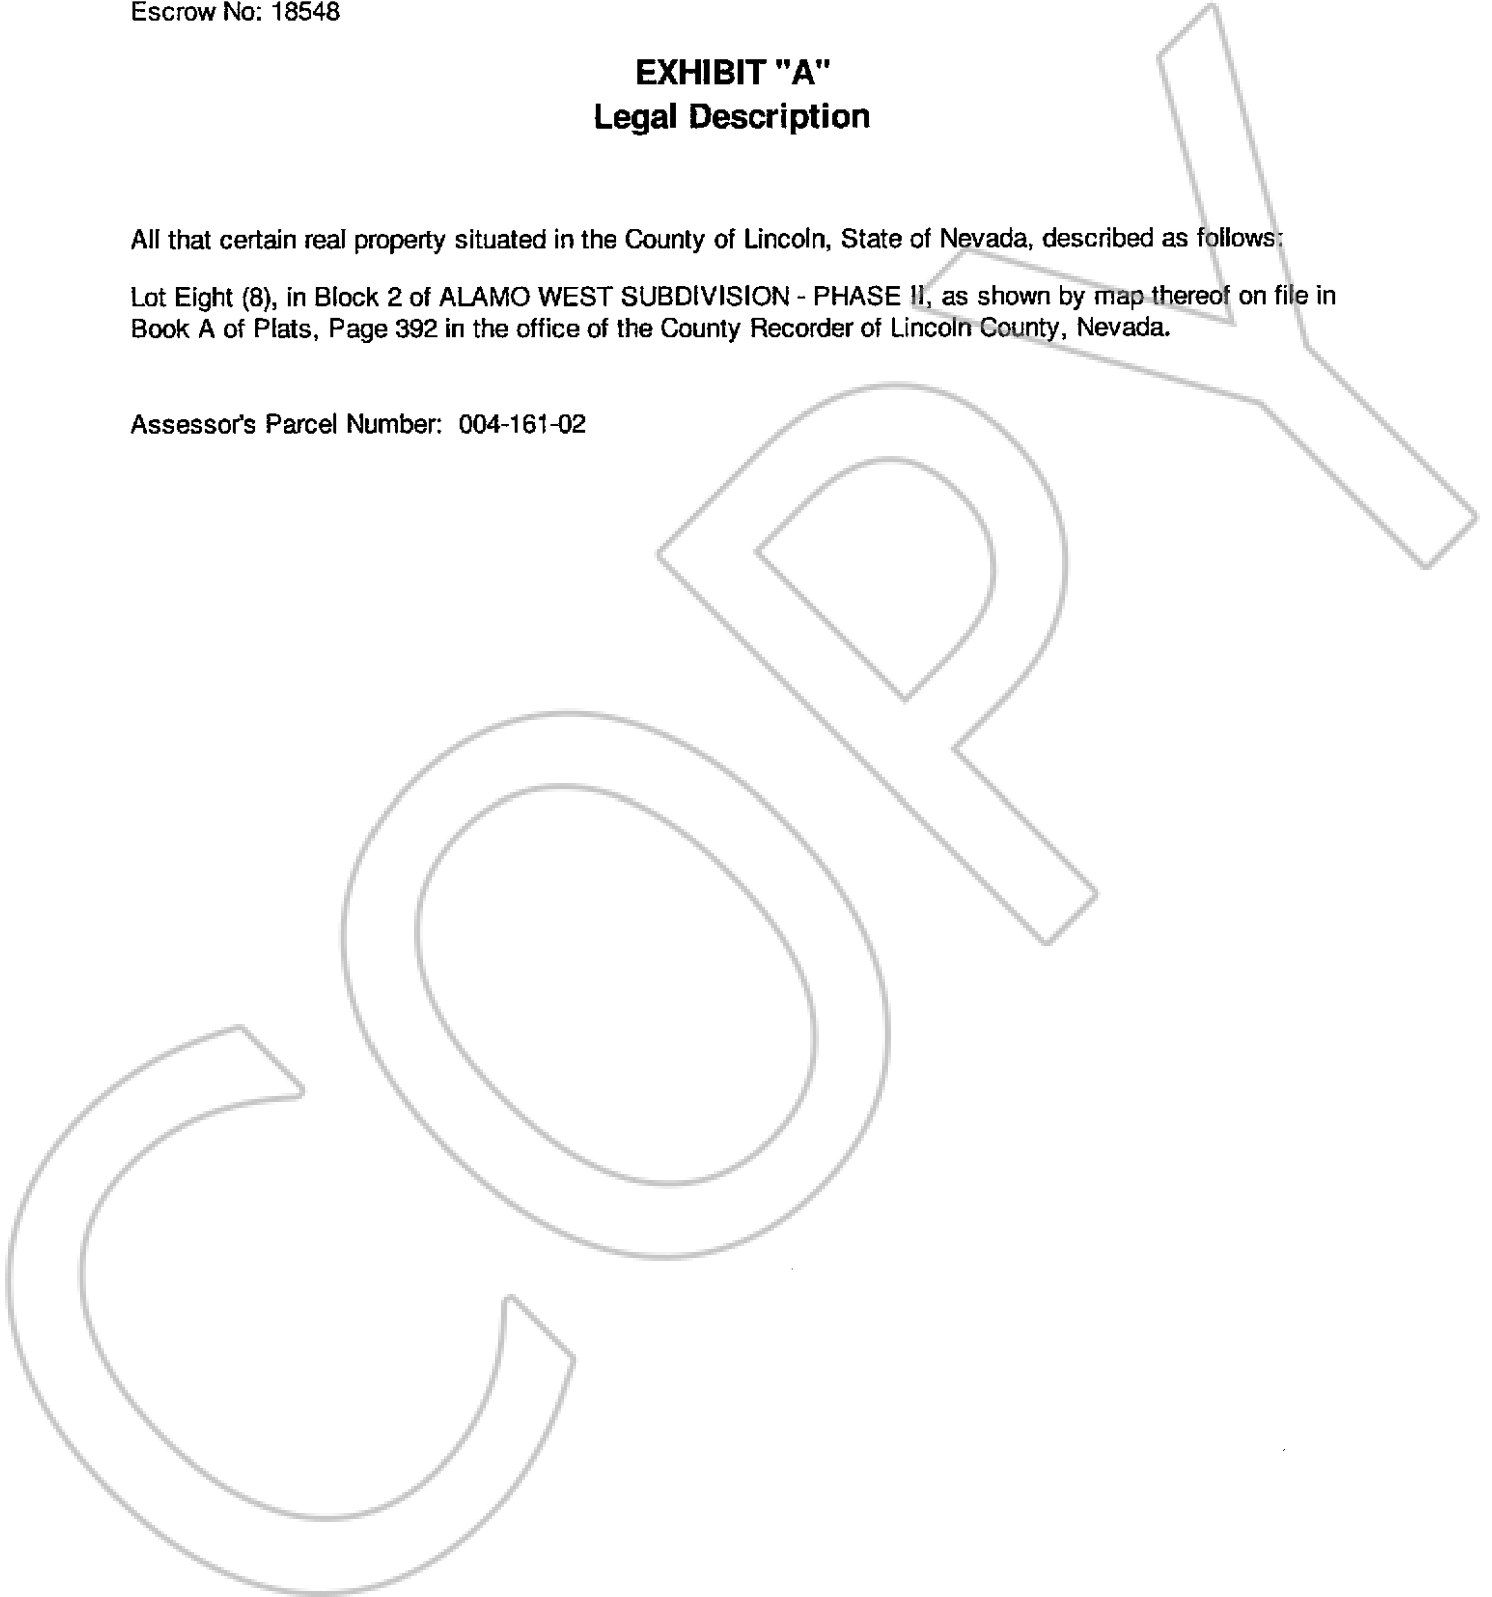 Escrow No: 18548
EXHIBIT "A"
Legal Description
All that certain real property situated in the County of Lincoln, State of Nevada, described as follows:
Lot Eight (8), in Block 2 of ALAMO WEST SUBDIVISION - PHASE II, as shown by map thereof on file in
Book A of Plats, Page 392 in the office of the County Recorder of Lincoln County, Nevada.
Assessor's Parcel Number: 004-161-02
COPY